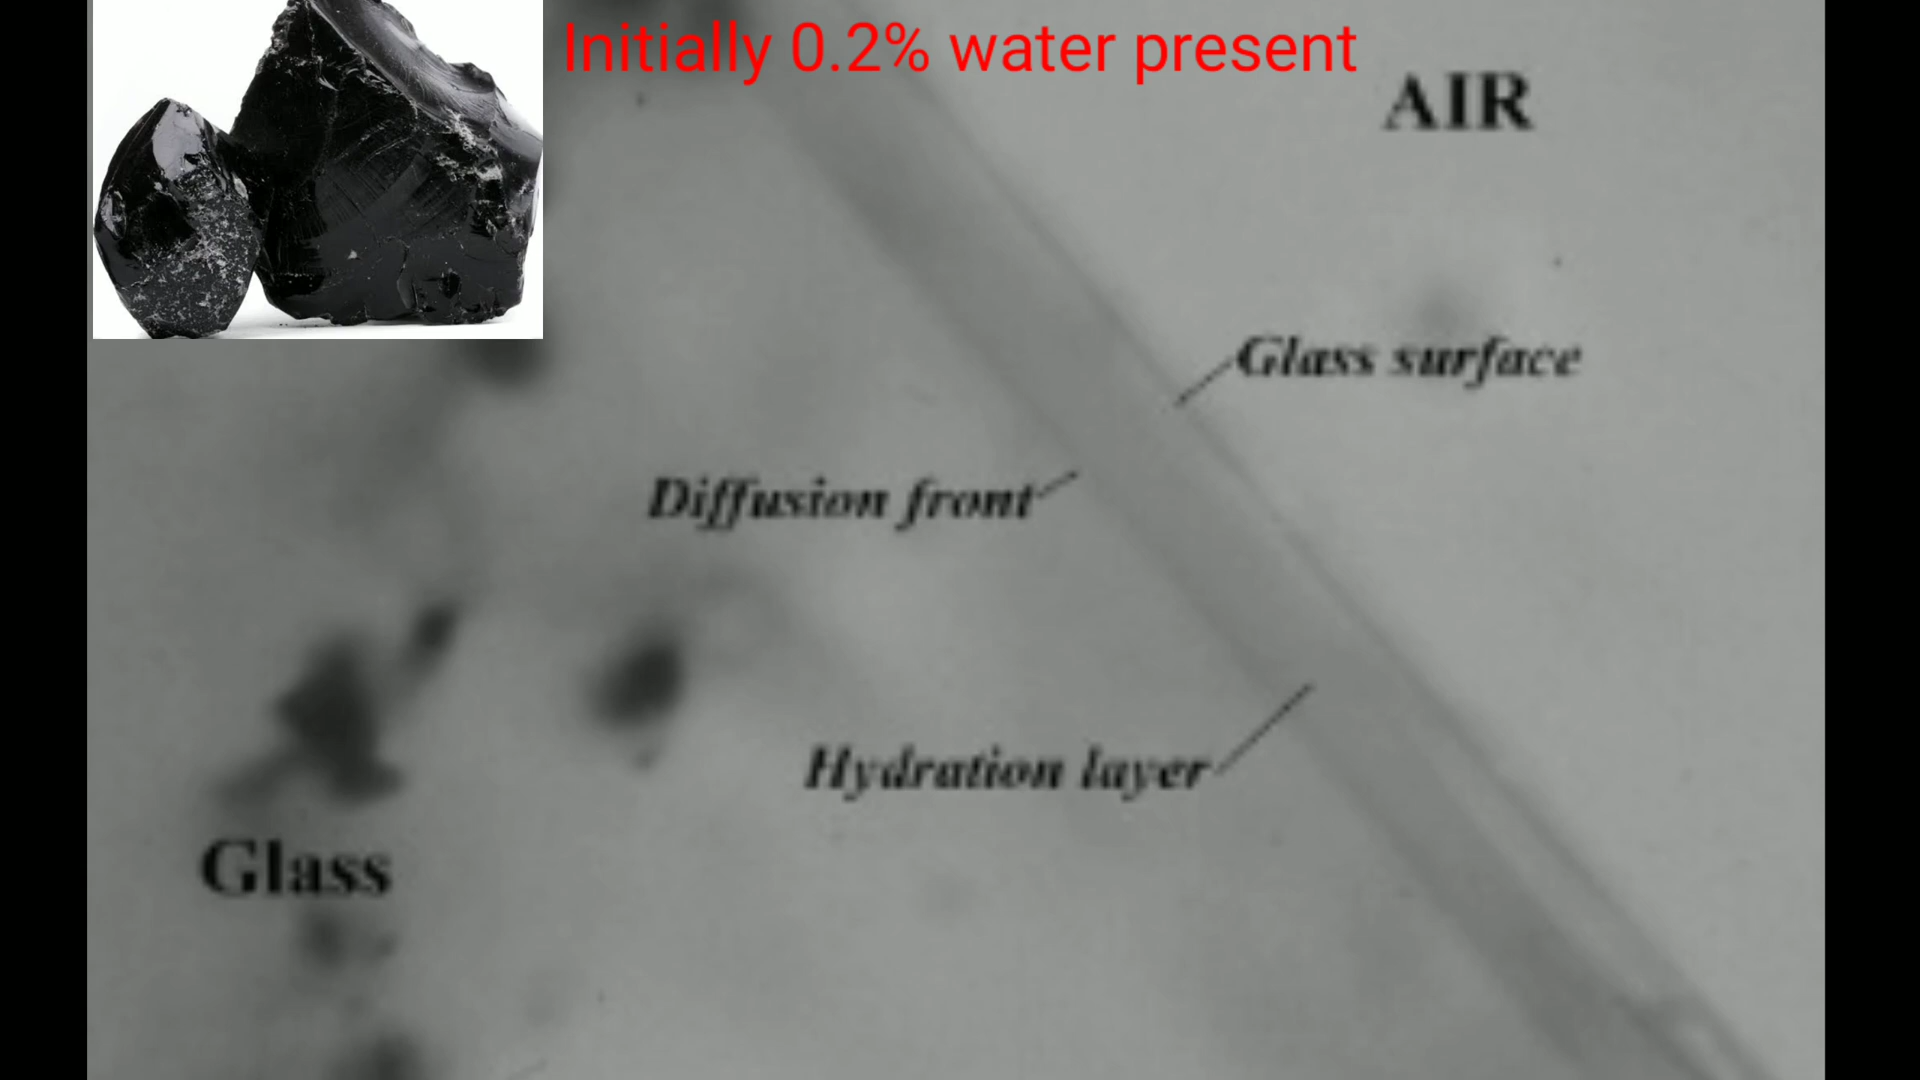 Initially 0.2% water present
AIR
Glass surface
Diffusion front
Hydration layer
Glass